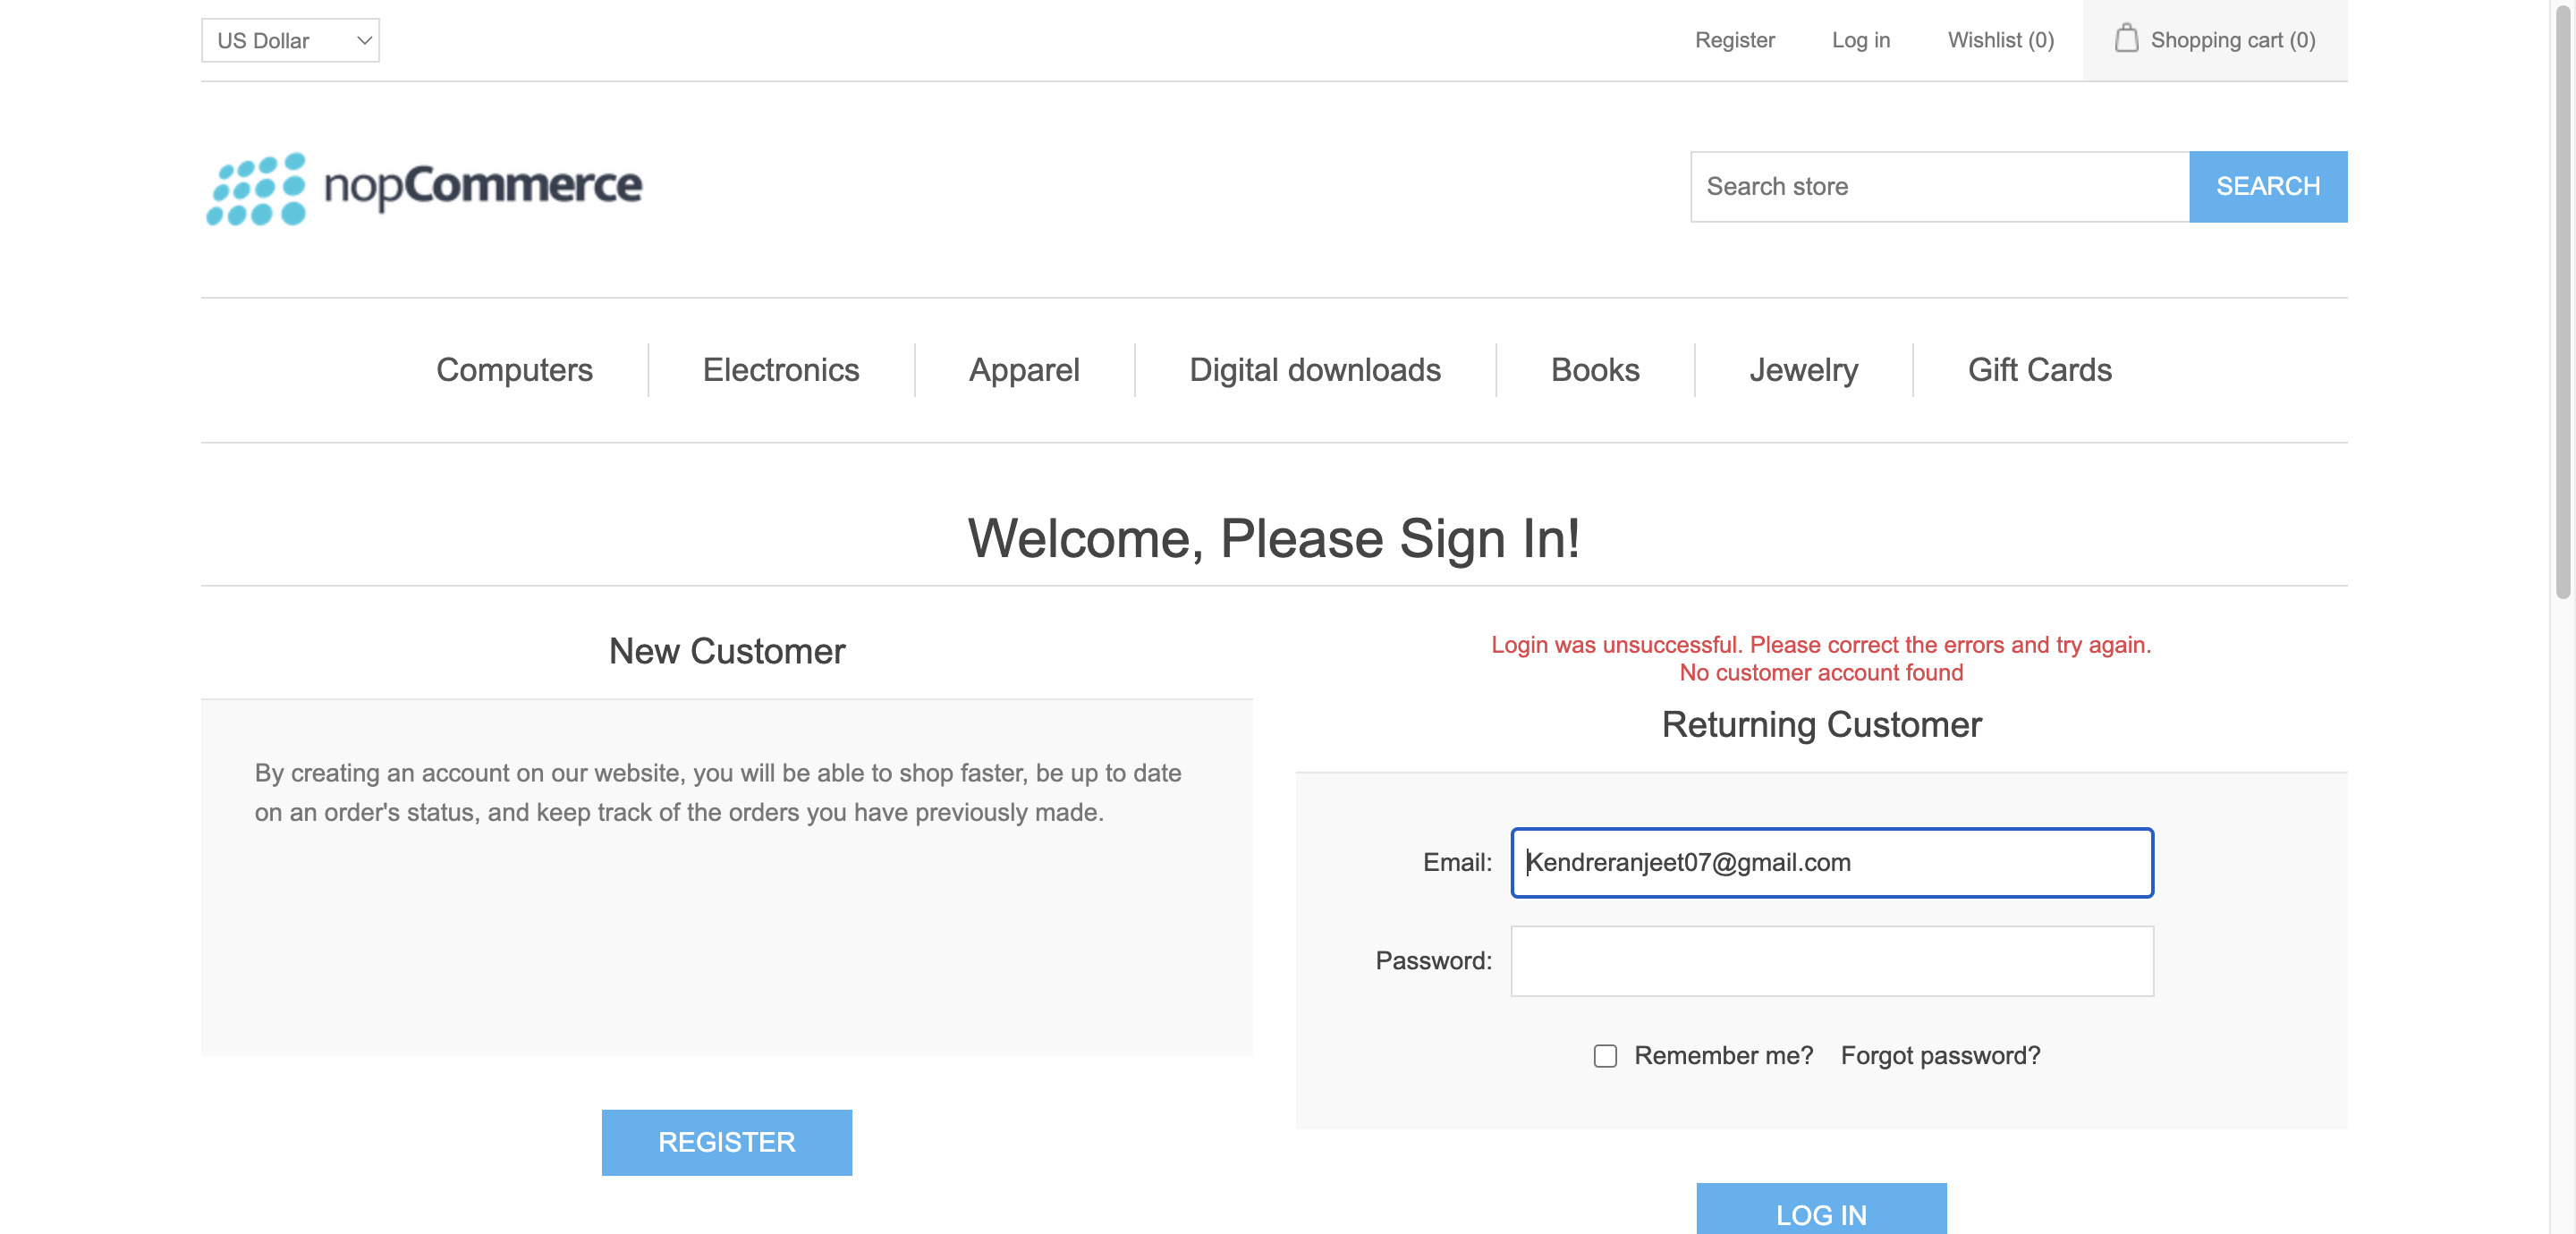 US Dollar
Register Log in Wishlist (0) Shopping cart (0)
nopCommerce
Search store SEARCH
Computers Electronics Apparel Digital downloads Books Jewelry Gift Cards
Welcome, Please Sign In!
New Customer
By creating an account on our website, you will be able to shop faster, be up to date
on an order's status, and keep track of the orders you have previously made.
REGISTER
Login was unsuccessful. Please correct the errors and try again.
No customer account found
Returning Customer
Email: Kendreranjeet07@gmail.com
Password:
Remember me? Forgot password?
LOG IN